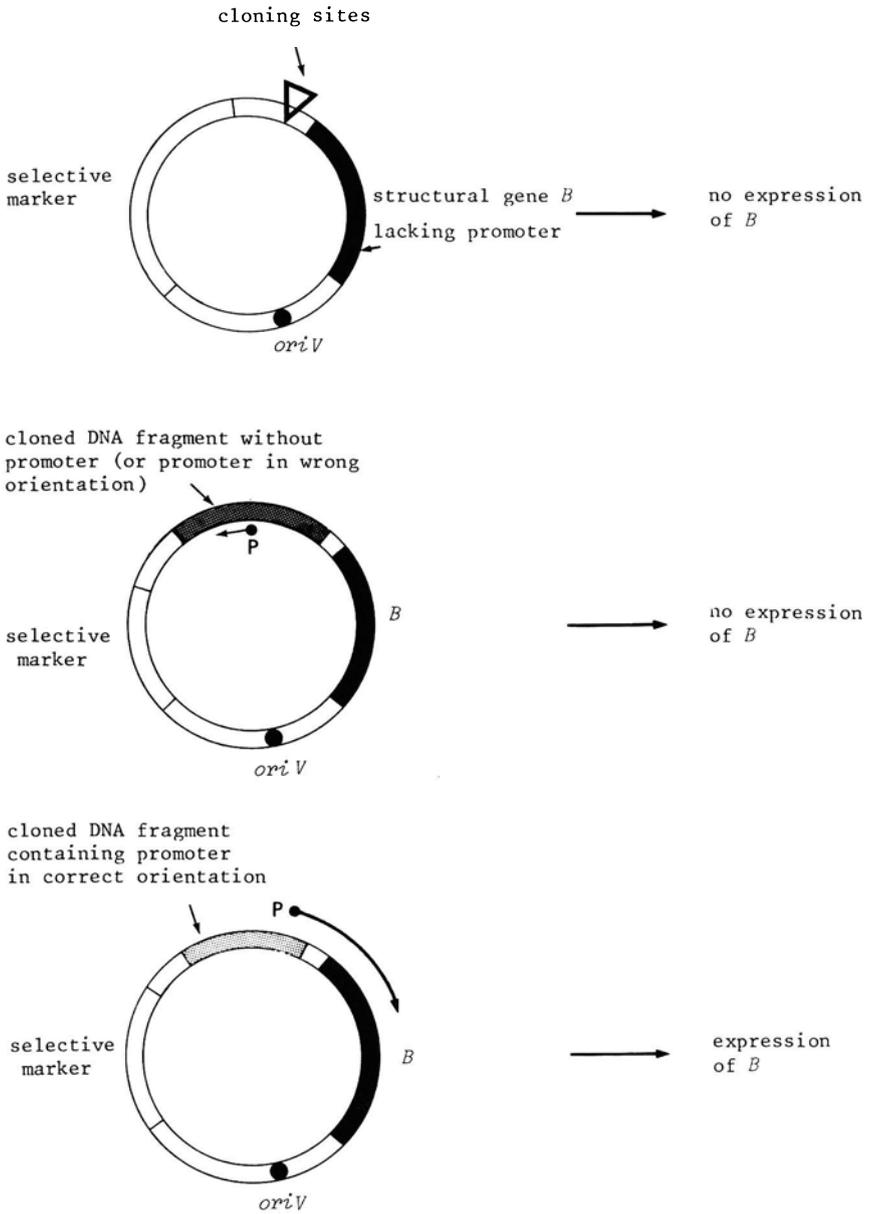 cloning sites
selective
marker
structural gene B
lacking promoter
no expression
of B
oriV
cloned DNA fragment without
promoter (or promoter in wrong
orientation)
P
B
selective
marker
no expression
of B
oriV
cloned DNA fragment
containing promoter
in correct orientation
P
selective
marker
B
expression
of B
oriV